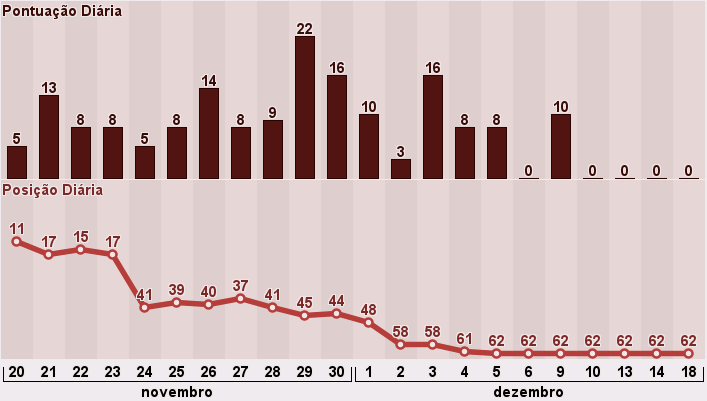 Pontuação Diária
5 13 8 8 5 8 14 8 9 22 16 10 3 16 8 8 0 10 0 0 0 0
Posição Diária
11 17 15 17 41 39 40 37 41 45 44 48 58 58 61 62 62 62 62 62 62 62
20 21 22 23 24 25 26 27 28 29 30 1 2 3 4 5 6 9 10 13 14 18
novembro dezembro